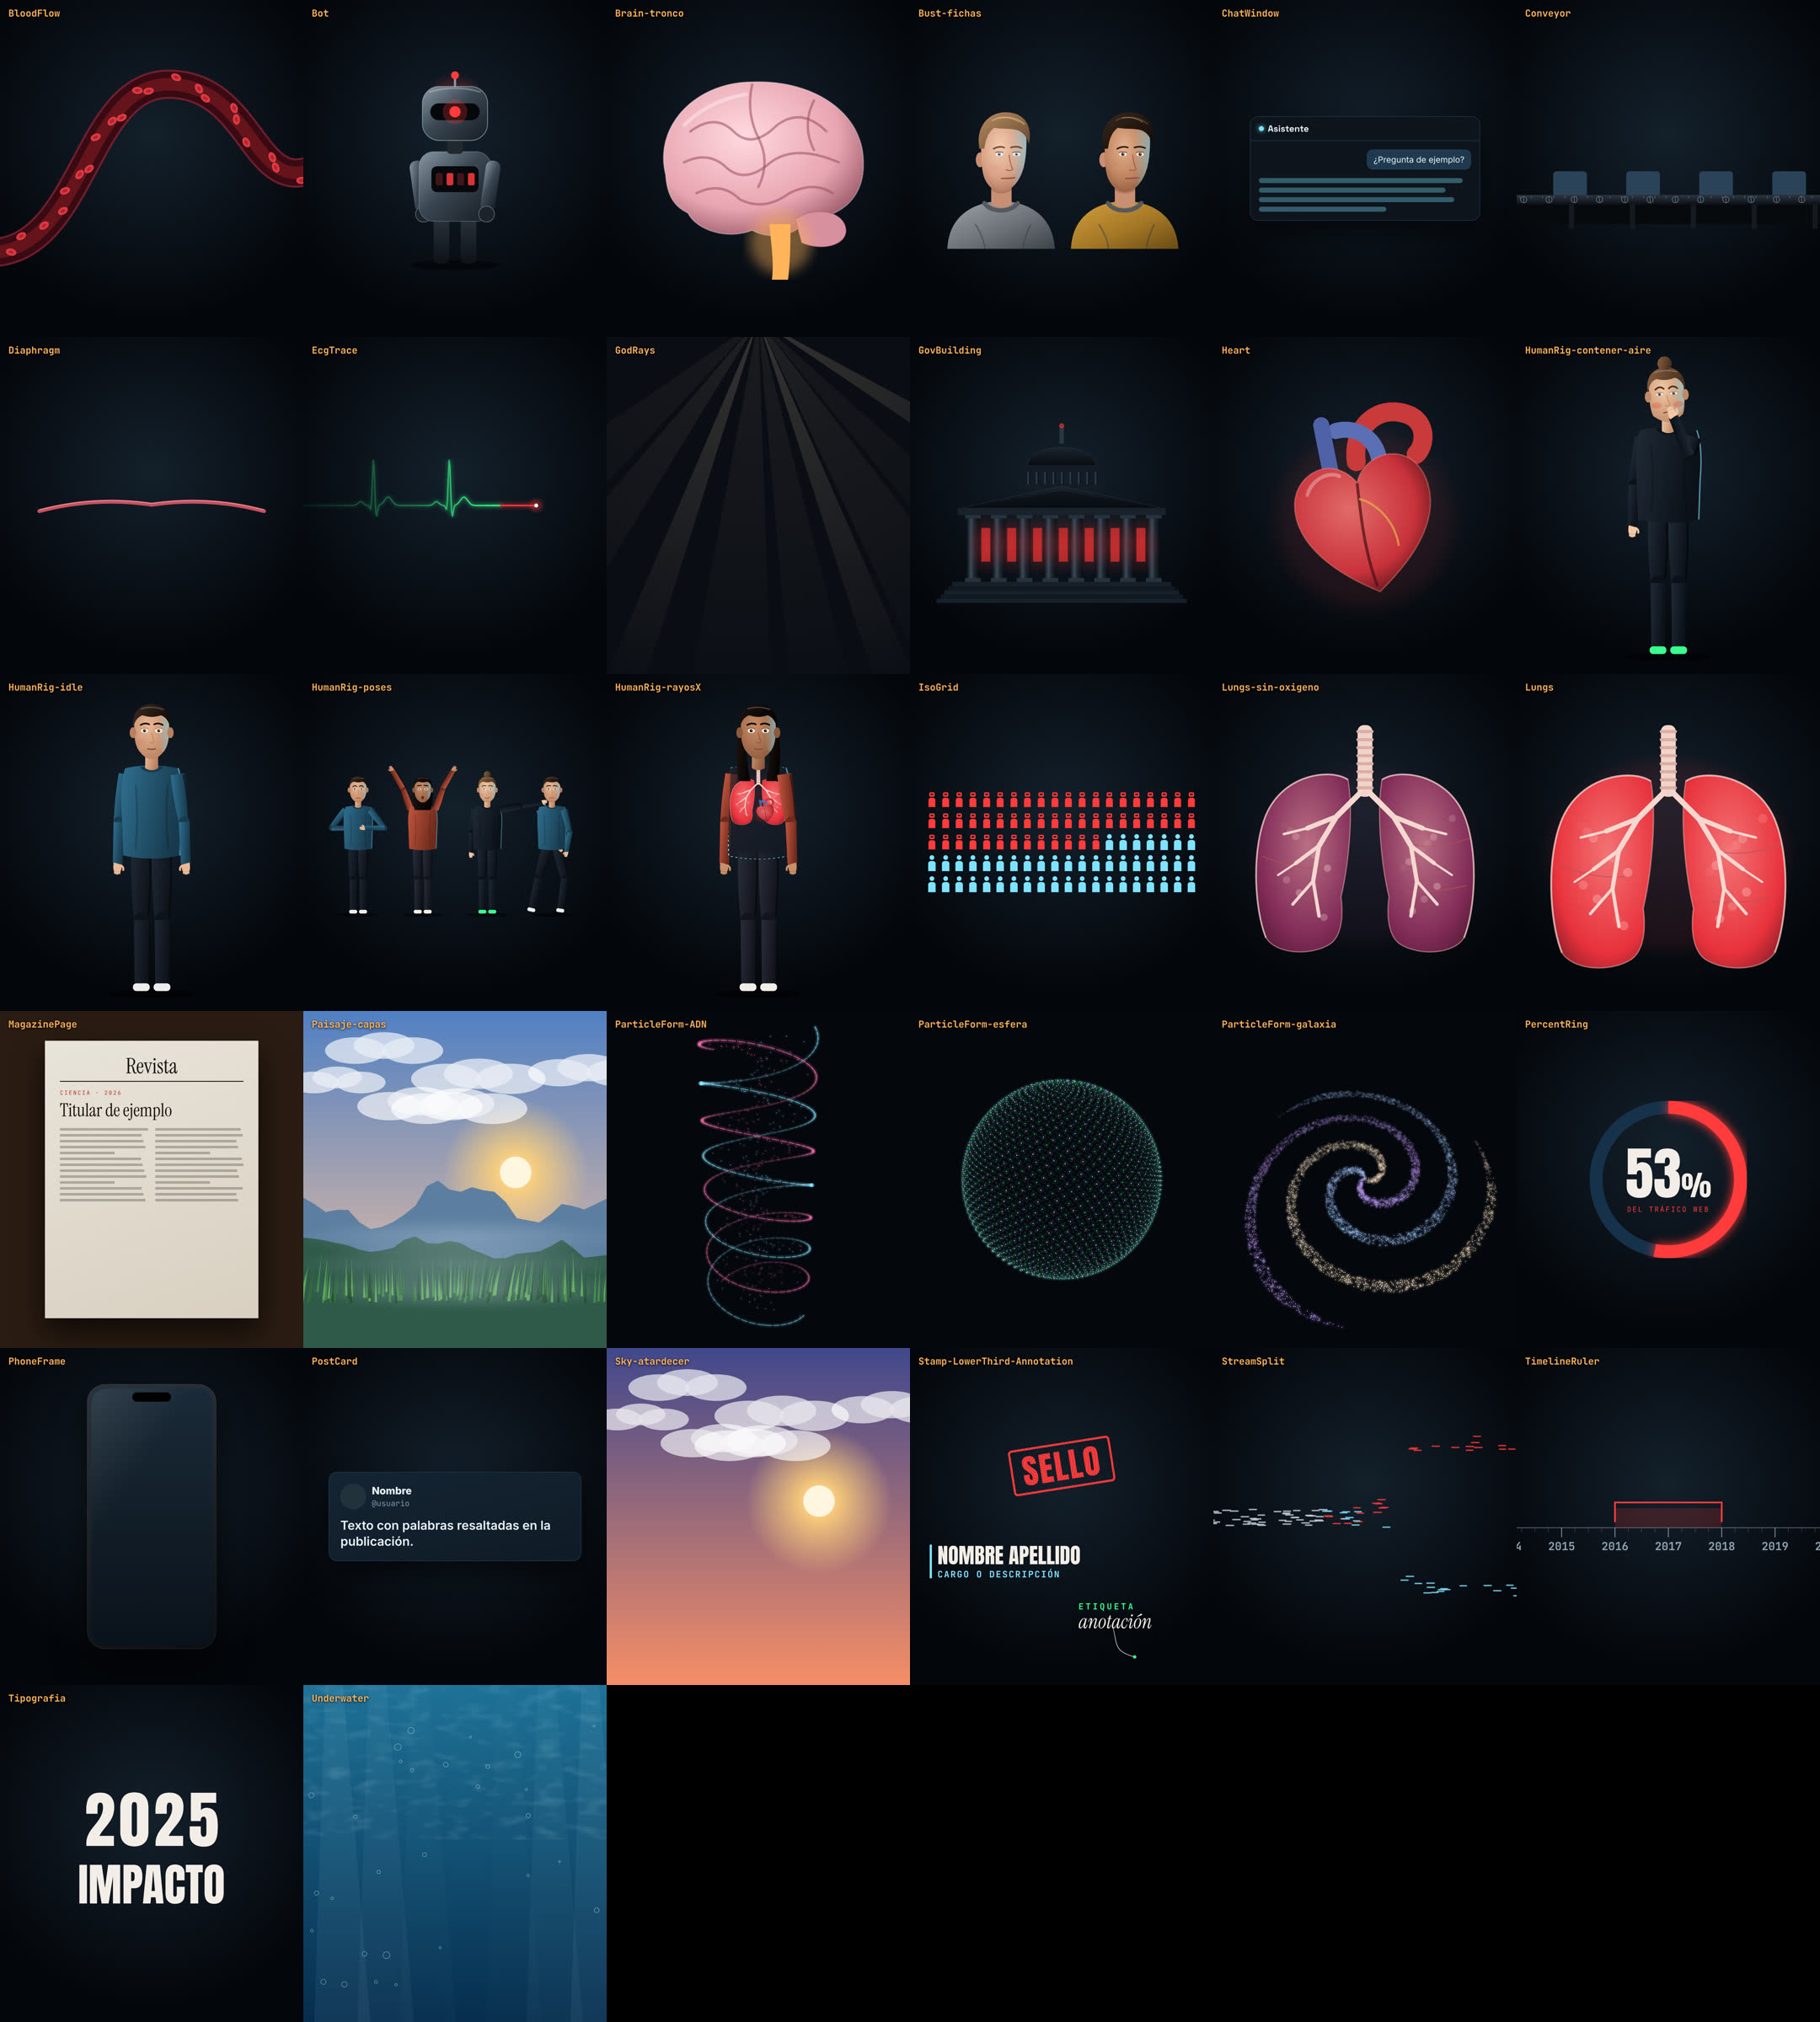 BloodFlow
Bot
Brain-tronco
Bust-fichas
ChatWindow
Asistente
¿Pregunta de ejemplo?
Conveyor
Diaphragm
EcgTrace
GodRays
GovBuilding
Heart
HumanRig-contener-aire
HumanRig-idle
HumanRig-poses
HumanRig-rayosX
IsoGrid
Lungs-sin-oxigeno
Lungs
MagazinePage
Revista
CIENCIA · 2026
Titular de ejemplo
Paisaje-capas
ParticleForm-ADN
ParticleForm-esfera
ParticleForm-galaxia
PercentRing
53%
DEL TRÁFICO WEB
PhoneFrame
PostCard
Nombre
@usuario
Texto con palabras resaltadas en la
publicación.
Sky-atardecer
Stamp-LowerThird-Annotation
SELLO
NOMBRE APELLIDO
CARGO O DESCRIPCIÓN
ETIQUETA
anotación
StreamSplit
TimelineRuler
4 2015 2016 2017 2018 2019 2
Tipografia
2025
IMPACTO
Underwater